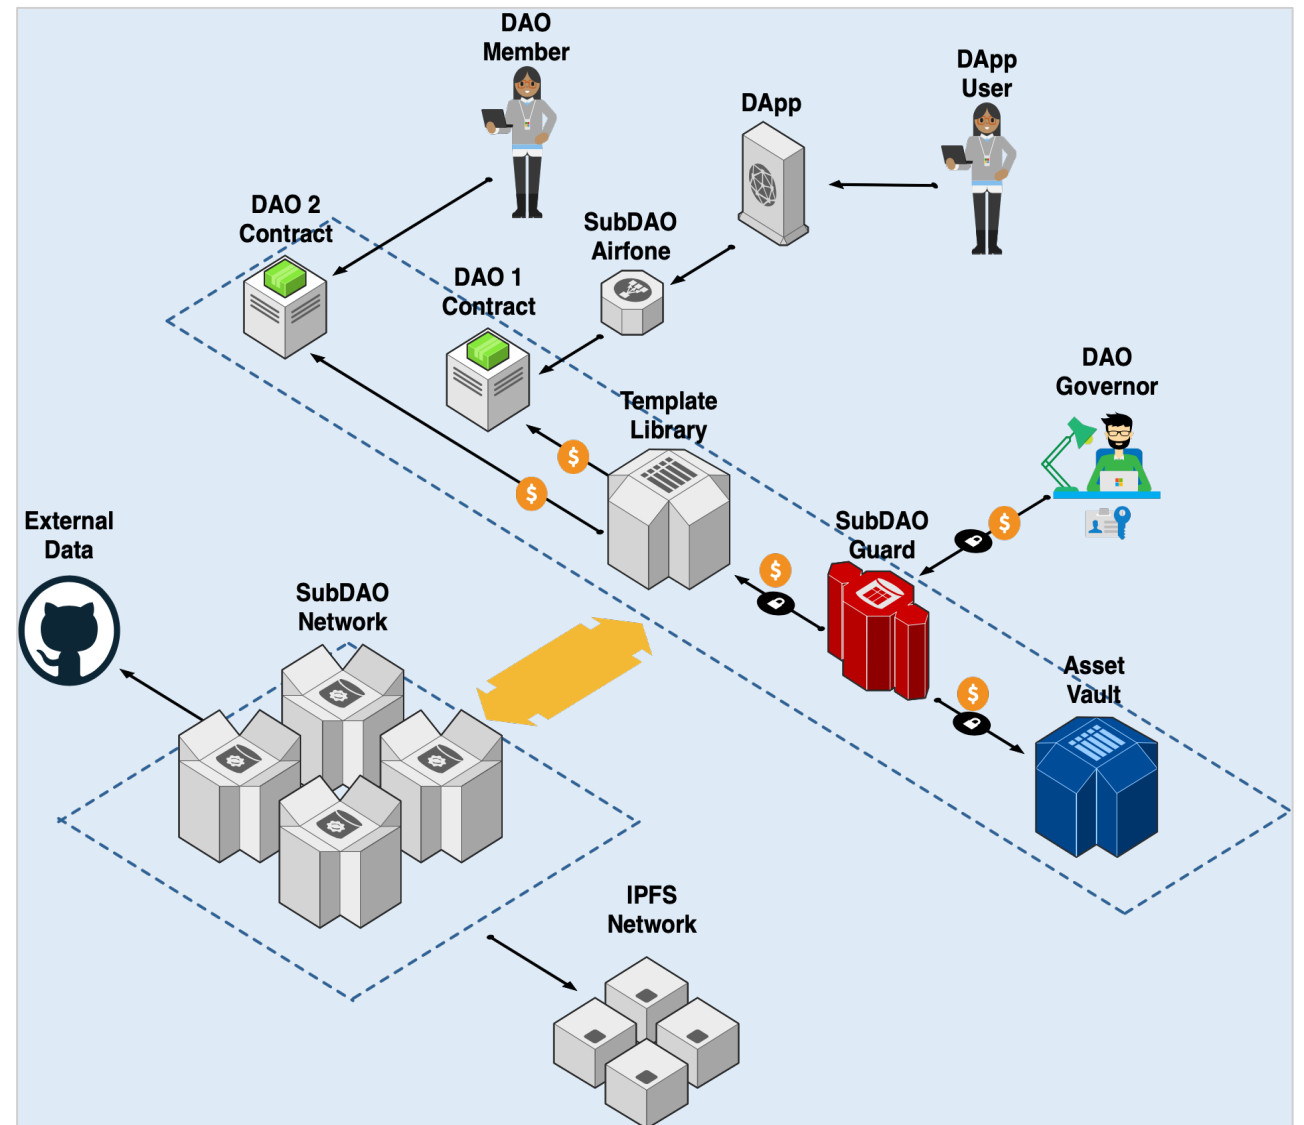 DAO
Member
DApp
User
DApp
DAO 2
Contract
SubDAO
Airfone
DAO 1
Contract
DAO
Governor
Template
Library
$
$
External
Data
SubDAO
Guard
$
$
SubDAO
Network
Asset
Vault
$
IPFS
Network